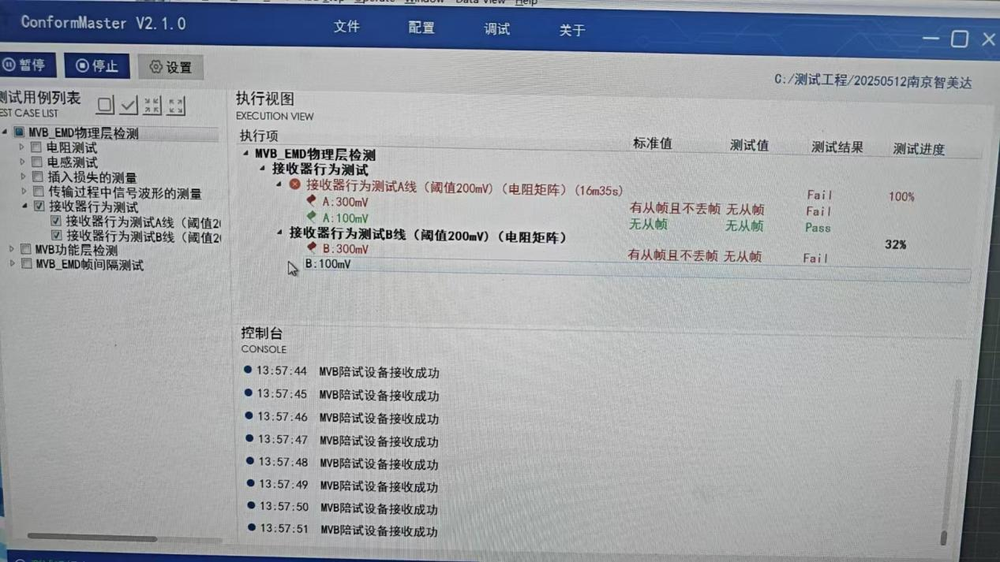 Window Data View Help
ConformMaster V2.1.0 文件 配置 调试 关于
暂停 停止 设置
C:/测试工程/20250512南京智美达
测试用例列表
EST CASE LIST
MVB_EMD物理层检测
电阻测试
电感测试
插入损失的测量
传输过程中信号波形的测量
接收器行为测试
接收器行为测试A线（阈值2
接收器行为测试B线（阈值2
MVB功能层检测
MVB_EMD帧间隔测试
执行视图
EXECUTION VIEW
执行项 标准值 测试值 测试结果 测试进度
MVB_EMD物理层检测
接收器行为测试
接收器行为测试A线（阈值200mV）（电阻矩阵）(16m35s) Fail 100%
A:300mV 有从帧且不丢帧 无从帧 Fail
A:100mV 无从帧 无从帧 Pass
接收器行为测试B线（阈值200mV）（电阻矩阵） 32%
B:300mV 有从帧且不丢帧 无从帧 Fail
B:100mV
控制台
CONSOLE
13:57:44 MVB陪试设备接收成功
13:57:45 MVB陪试设备接收成功
13:57:46 MVB陪试设备接收成功
13:57:47 MVB陪试设备接收成功
13:57:48 MVB陪试设备接收成功
13:57:49 MVB陪试设备接收成功
13:57:50 MVB陪试设备接收成功
13:57:51 MVB陪试设备接收成功